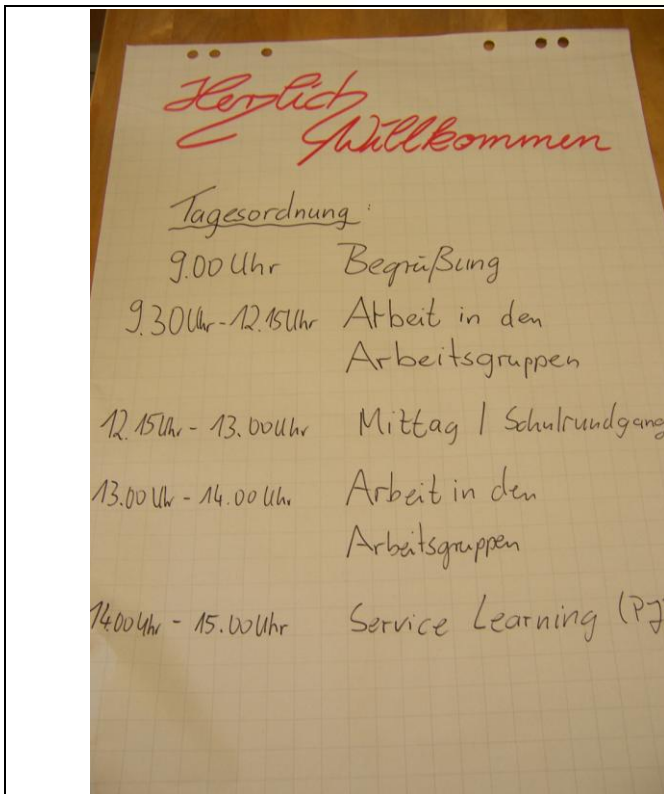 Herzlich
Willkommen
Tagesordnung:
9.00 Uhr Begrüßung
9.30 Uhr - 12.15 Uhr Arbeit in den
Arbeitsgruppen
12.15 Uhr - 13.00 Uhr Mittag / Schulrundgang
13.00 Uhr - 14.00 Uhr Arbeit in den
Arbeitsgruppen
14.00 Uhr - 15.00 Uhr Service Learning